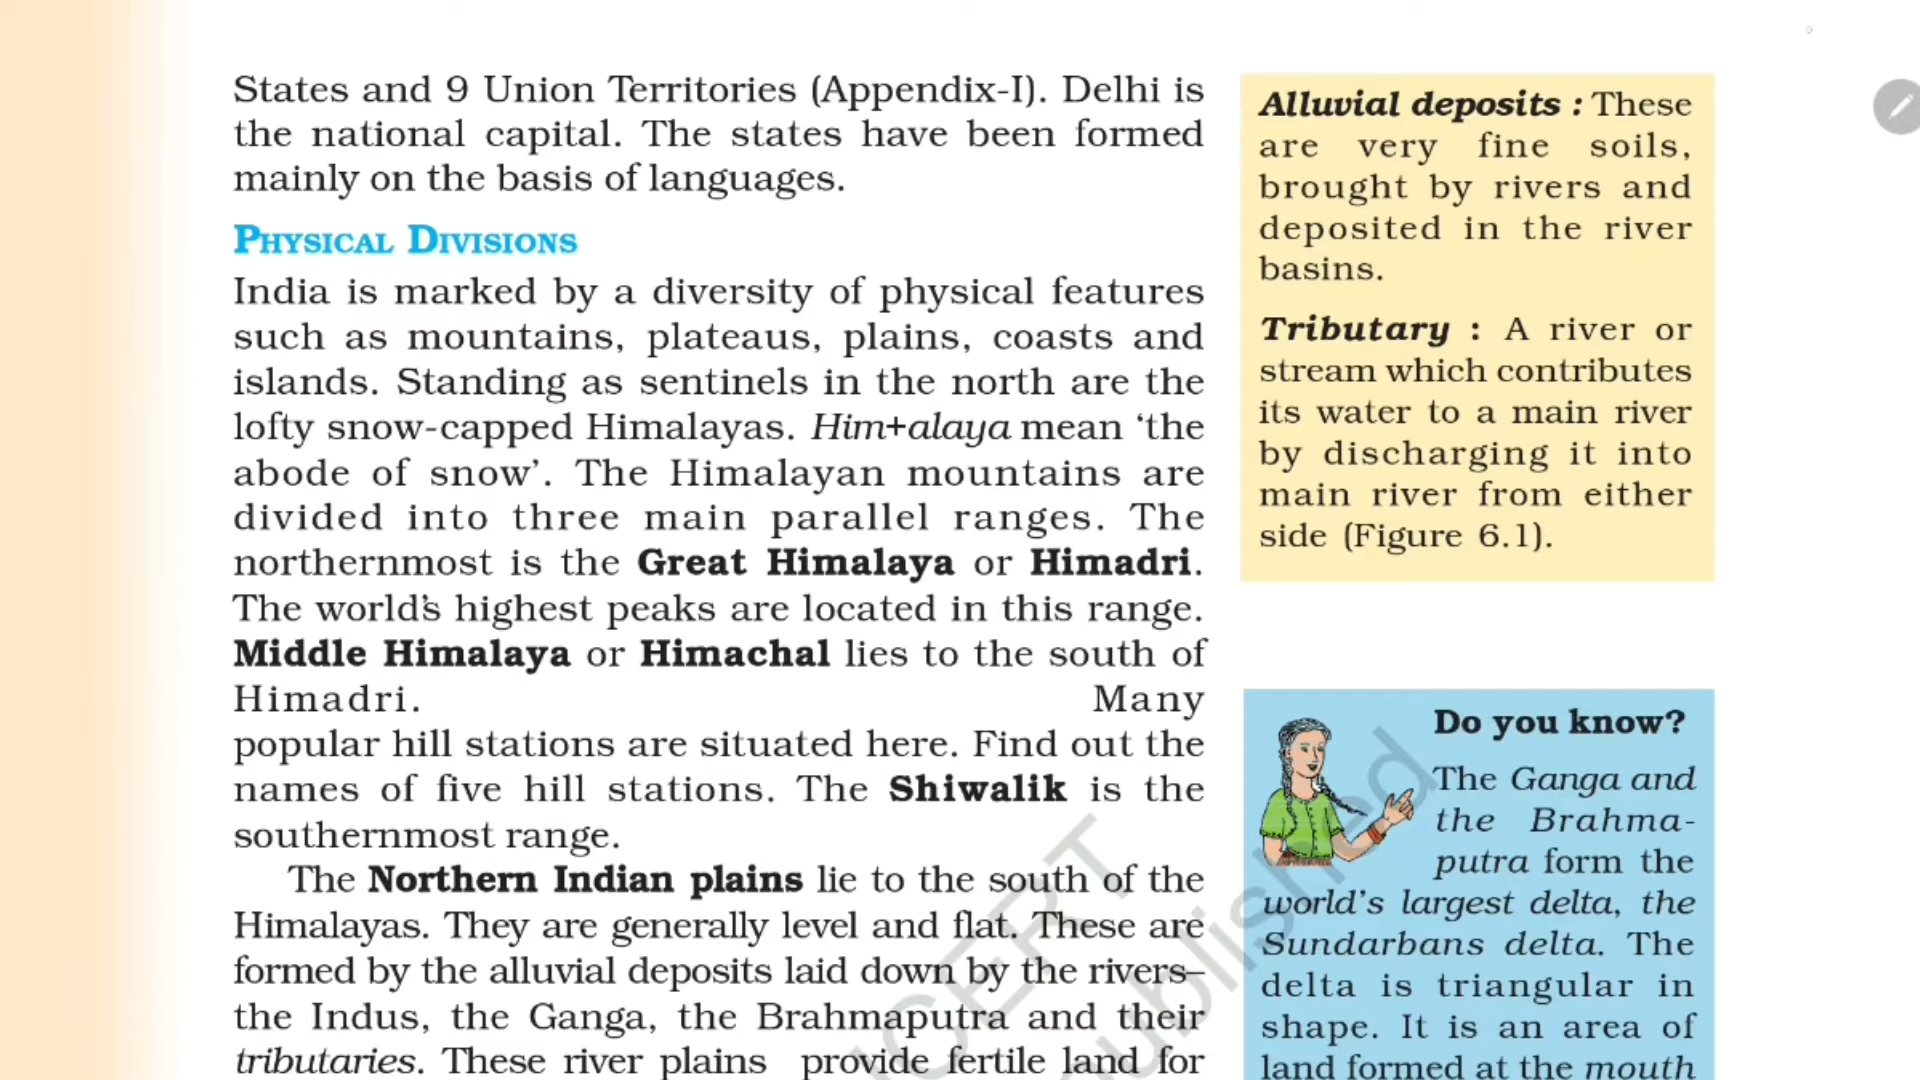 States and 9 Union Territories (Appendix-I). Delhi is
the national capital. The states have been formed
mainly on the basis of languages.
PHYSICAL DIVISIONS
India is marked by a diversity of physical features
such as mountains, plateaus, plains, coasts and
islands. Standing as sentinels in the north are the
lofty snow-capped Himalayas. Him+alaya mean ‘the
abode of snow’. The Himalayan mountains are
divided into three main parallel ranges. The
northernmost is the Great Himalaya or Himadri.
The world’s highest peaks are located in this range.
Middle Himalaya or Himachal lies to the south of
Himadri. Many
popular hill stations are situated here. Find out the
names of five hill stations. The Shiwalik is the
southernmost range.
The Northern Indian plains lie to the south of the
Himalayas. They are generally level and flat. These are
formed by the alluvial deposits laid down by the rivers–
the Indus, the Ganga, the Brahmaputra and their
tributaries. These river plains provide fertile land for
Alluvial deposits : These
are very fine soils,
brought by rivers and
deposited in the river
basins.
Tributary : A river or
stream which contributes
its water to a main river
by discharging it into
main river from either
side (Figure 6.1).
Do you know?
The Ganga and
the Brahma-
putra form the
world’s largest delta, the
Sundarbans delta. The
delta is triangular in
shape. It is an area of
land formed at the mouth